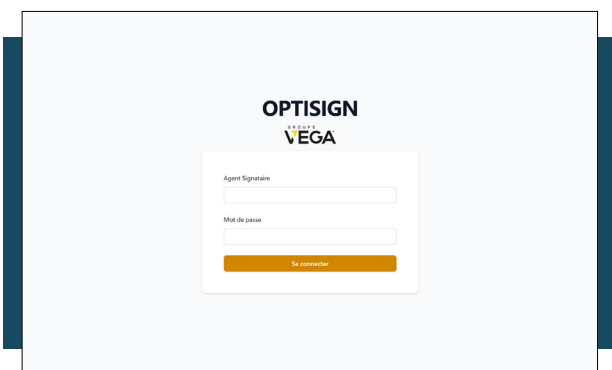 OPTISIGN
GROUPE
VEGA
Agent Signataire
Mot de passe
Se connecter